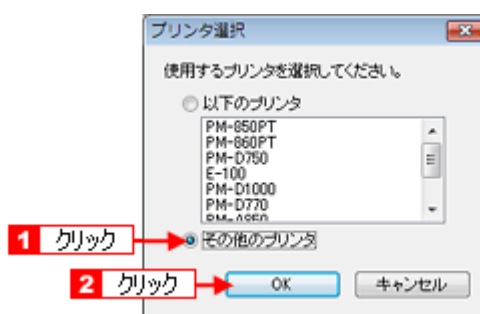 プリンタ選択
使用するプリンタを選択してください。
以下のプリンタ
PM-850PT
PM-860PT
PM-D750
E-100
PM-D1000
PM-D770
1 クリック
その他のプリンタ
2 クリック
OK
キャンセル